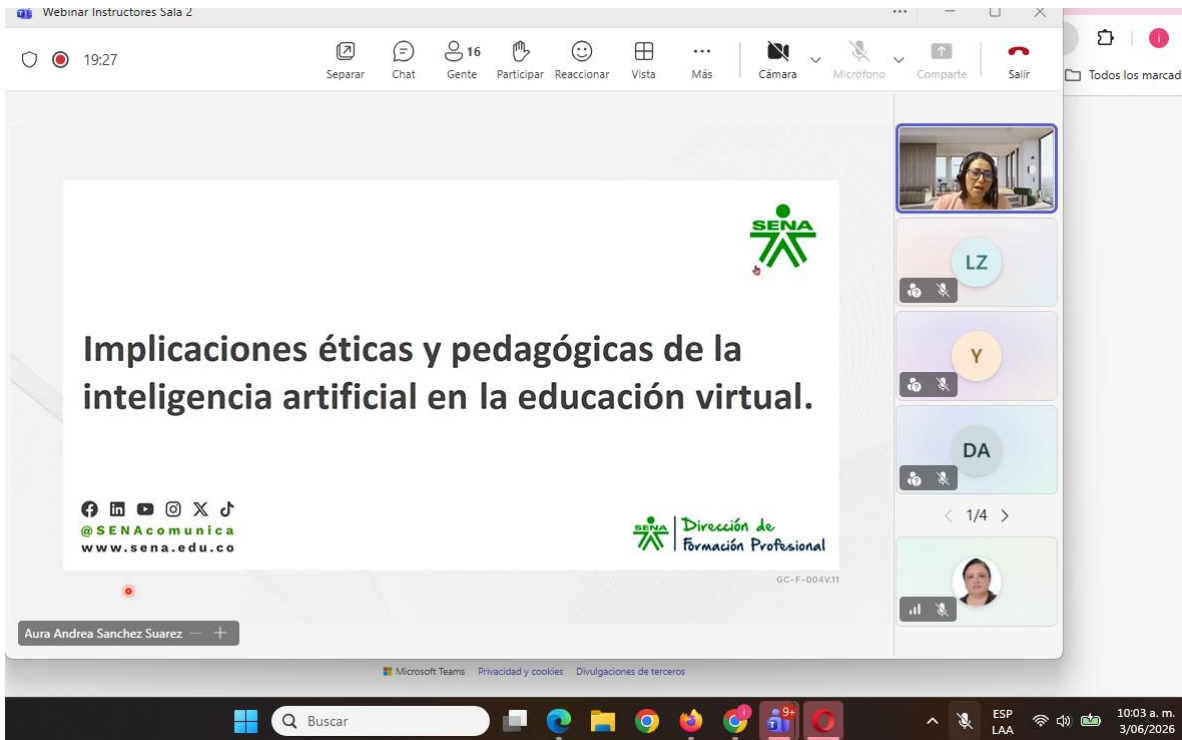 Webinar Instructores Sala 2
19:27
Separar
Chat
16
Gente
Participar
Reaccionar
Vista
Más
Cámara
Micrófono
Comparte
Salir
Todos los marcad
SENA
Implicaciones éticas y pedagógicas de la
inteligencia artificial en la educación virtual.
@SENAcomunica
www.sena.edu.co
SENA
Dirección de
Formación Profesional
GC-F-004V.11
Aura Andrea Sanchez Suarez
LZ
Y
DA
1/4
Microsoft Teams Privacidad y cookies Divulgaciones de terceros
Buscar
9+
ESP
LAA
10:03 a. m.
3/06/2026